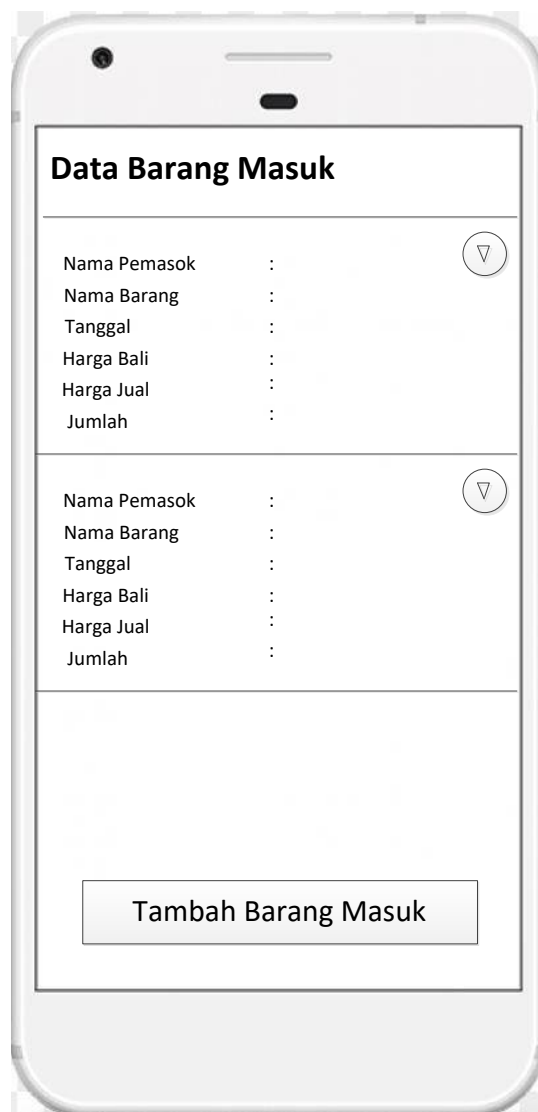 Data Barang Masuk
Nama Pemasok :
Nama Barang :
Tanggal :
Harga Bali :
Harga Jual :
Jumlah :
Nama Pemasok :
Nama Barang :
Tanggal :
Harga Bali :
Harga Jual :
Jumlah :
Tambah Barang Masuk